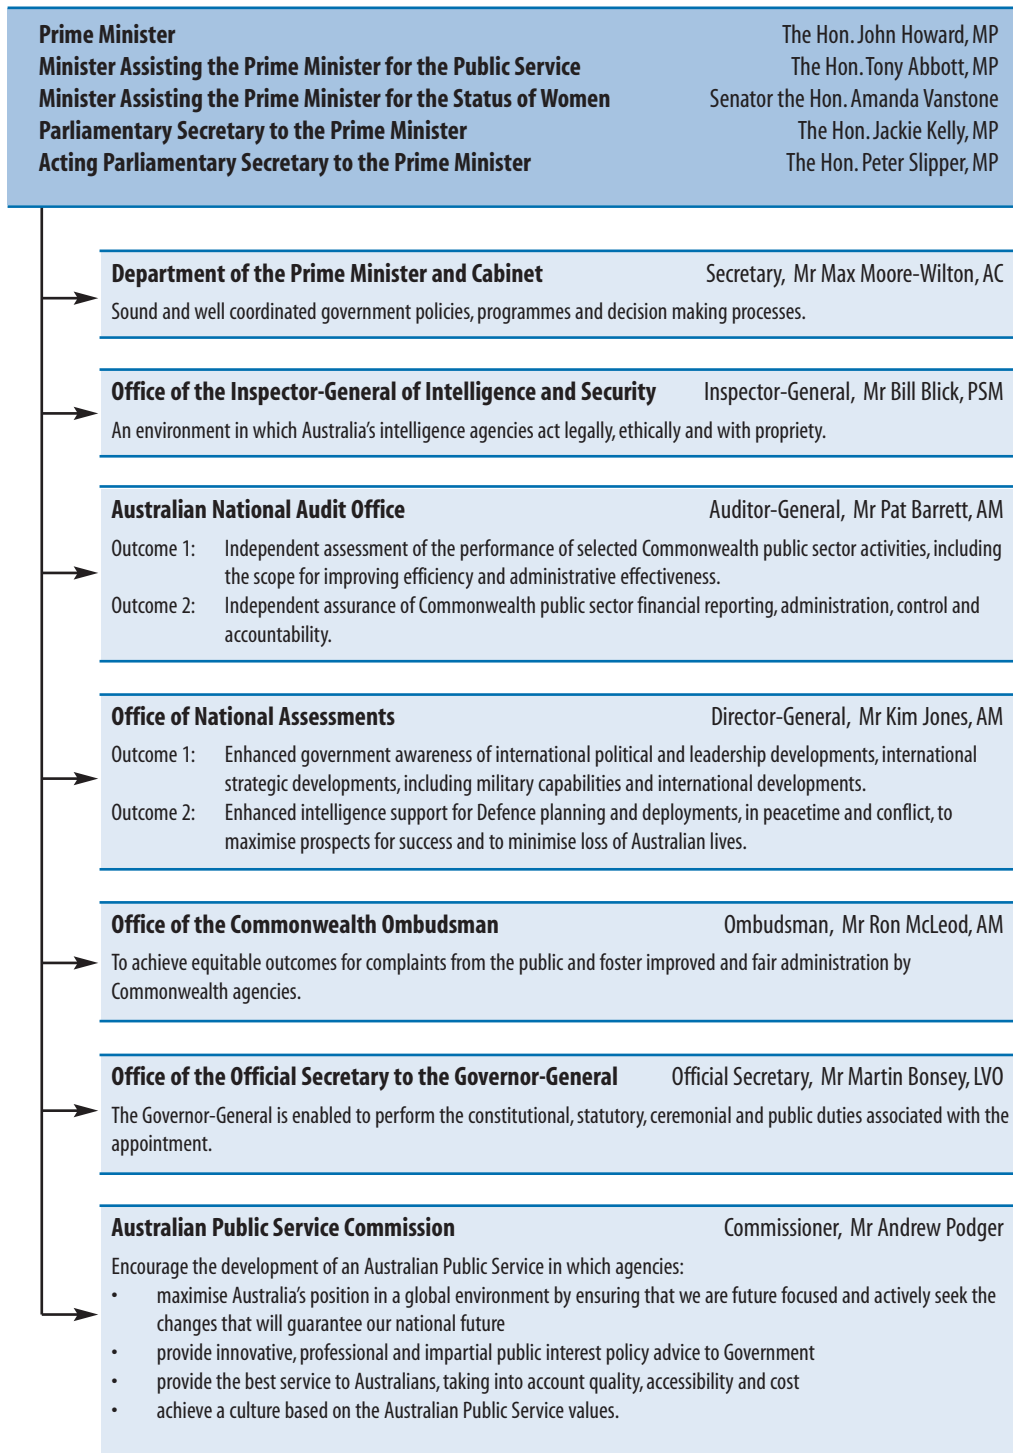 Prime Minister The Hon. John Howard, MP
Minister Assisting the Prime Minister for the Public Service The Hon. Tony Abbott, MP
Minister Assisting the Prime Minister for the Status of Women Senator the Hon. Amanda Vanstone
Parliamentary Secretary to the Prime Minister The Hon. Jackie Kelly, MP
Acting Parliamentary Secretary to the Prime Minister The Hon. Peter Slipper, MP
Department of the Prime Minister and Cabinet Secretary, Mr Max Moore-Wilton, AC
Sound and well coordinated government policies, programmes and decision making processes.
Office of the Inspector-General of Intelligence and Security Inspector-General, Mr Bill Blick, PSM
An environment in which Australia's intelligence agencies act legally, ethically and with propriety.
Australian National Audit Office Auditor-General, Mr Pat Barrett, AM
Outcome 1: Independent assessment of the performance of selected Commonwealth public sector activities, including
the scope for improving efficiency and administrative effectiveness.
Outcome 2: Independent assurance of Commonwealth public sector financial reporting, administration, control and
accountability.
Office of National Assessments Director-General, Mr Kim Jones, AM
Outcome 1: Enhanced government awareness of international political and leadership developments, international
strategic developments, including military capabilities and international developments.
Outcome 2: Enhanced intelligence support for Defence planning and deployments, in peacetime and conflict, to
maximise prospects for success and to minimise loss of Australian lives.
Office of the Commonwealth Ombudsman Ombudsman, Mr Ron McLeod, AM
To achieve equitable outcomes for complaints from the public and foster improved and fair administration by
Commonwealth agencies.
Office of the Official Secretary to the Governor-General Official Secretary, Mr Martin Bonsey, LVO
The Governor-General is enabled to perform the constitutional, statutory, ceremonial and public duties associated with the
appointment.
Australian Public Service Commission Commissioner, Mr Andrew Podger
Encourage the development of an Australian Public Service in which agencies:
• maximise Australia's position in a global environment by ensuring that we are future focused and actively seek the
changes that will guarantee our national future
• provide innovative, professional and impartial public interest policy advice to Government
• provide the best service to Australians, taking into account quality, accessibility and cost
• achieve a culture based on the Australian Public Service values.